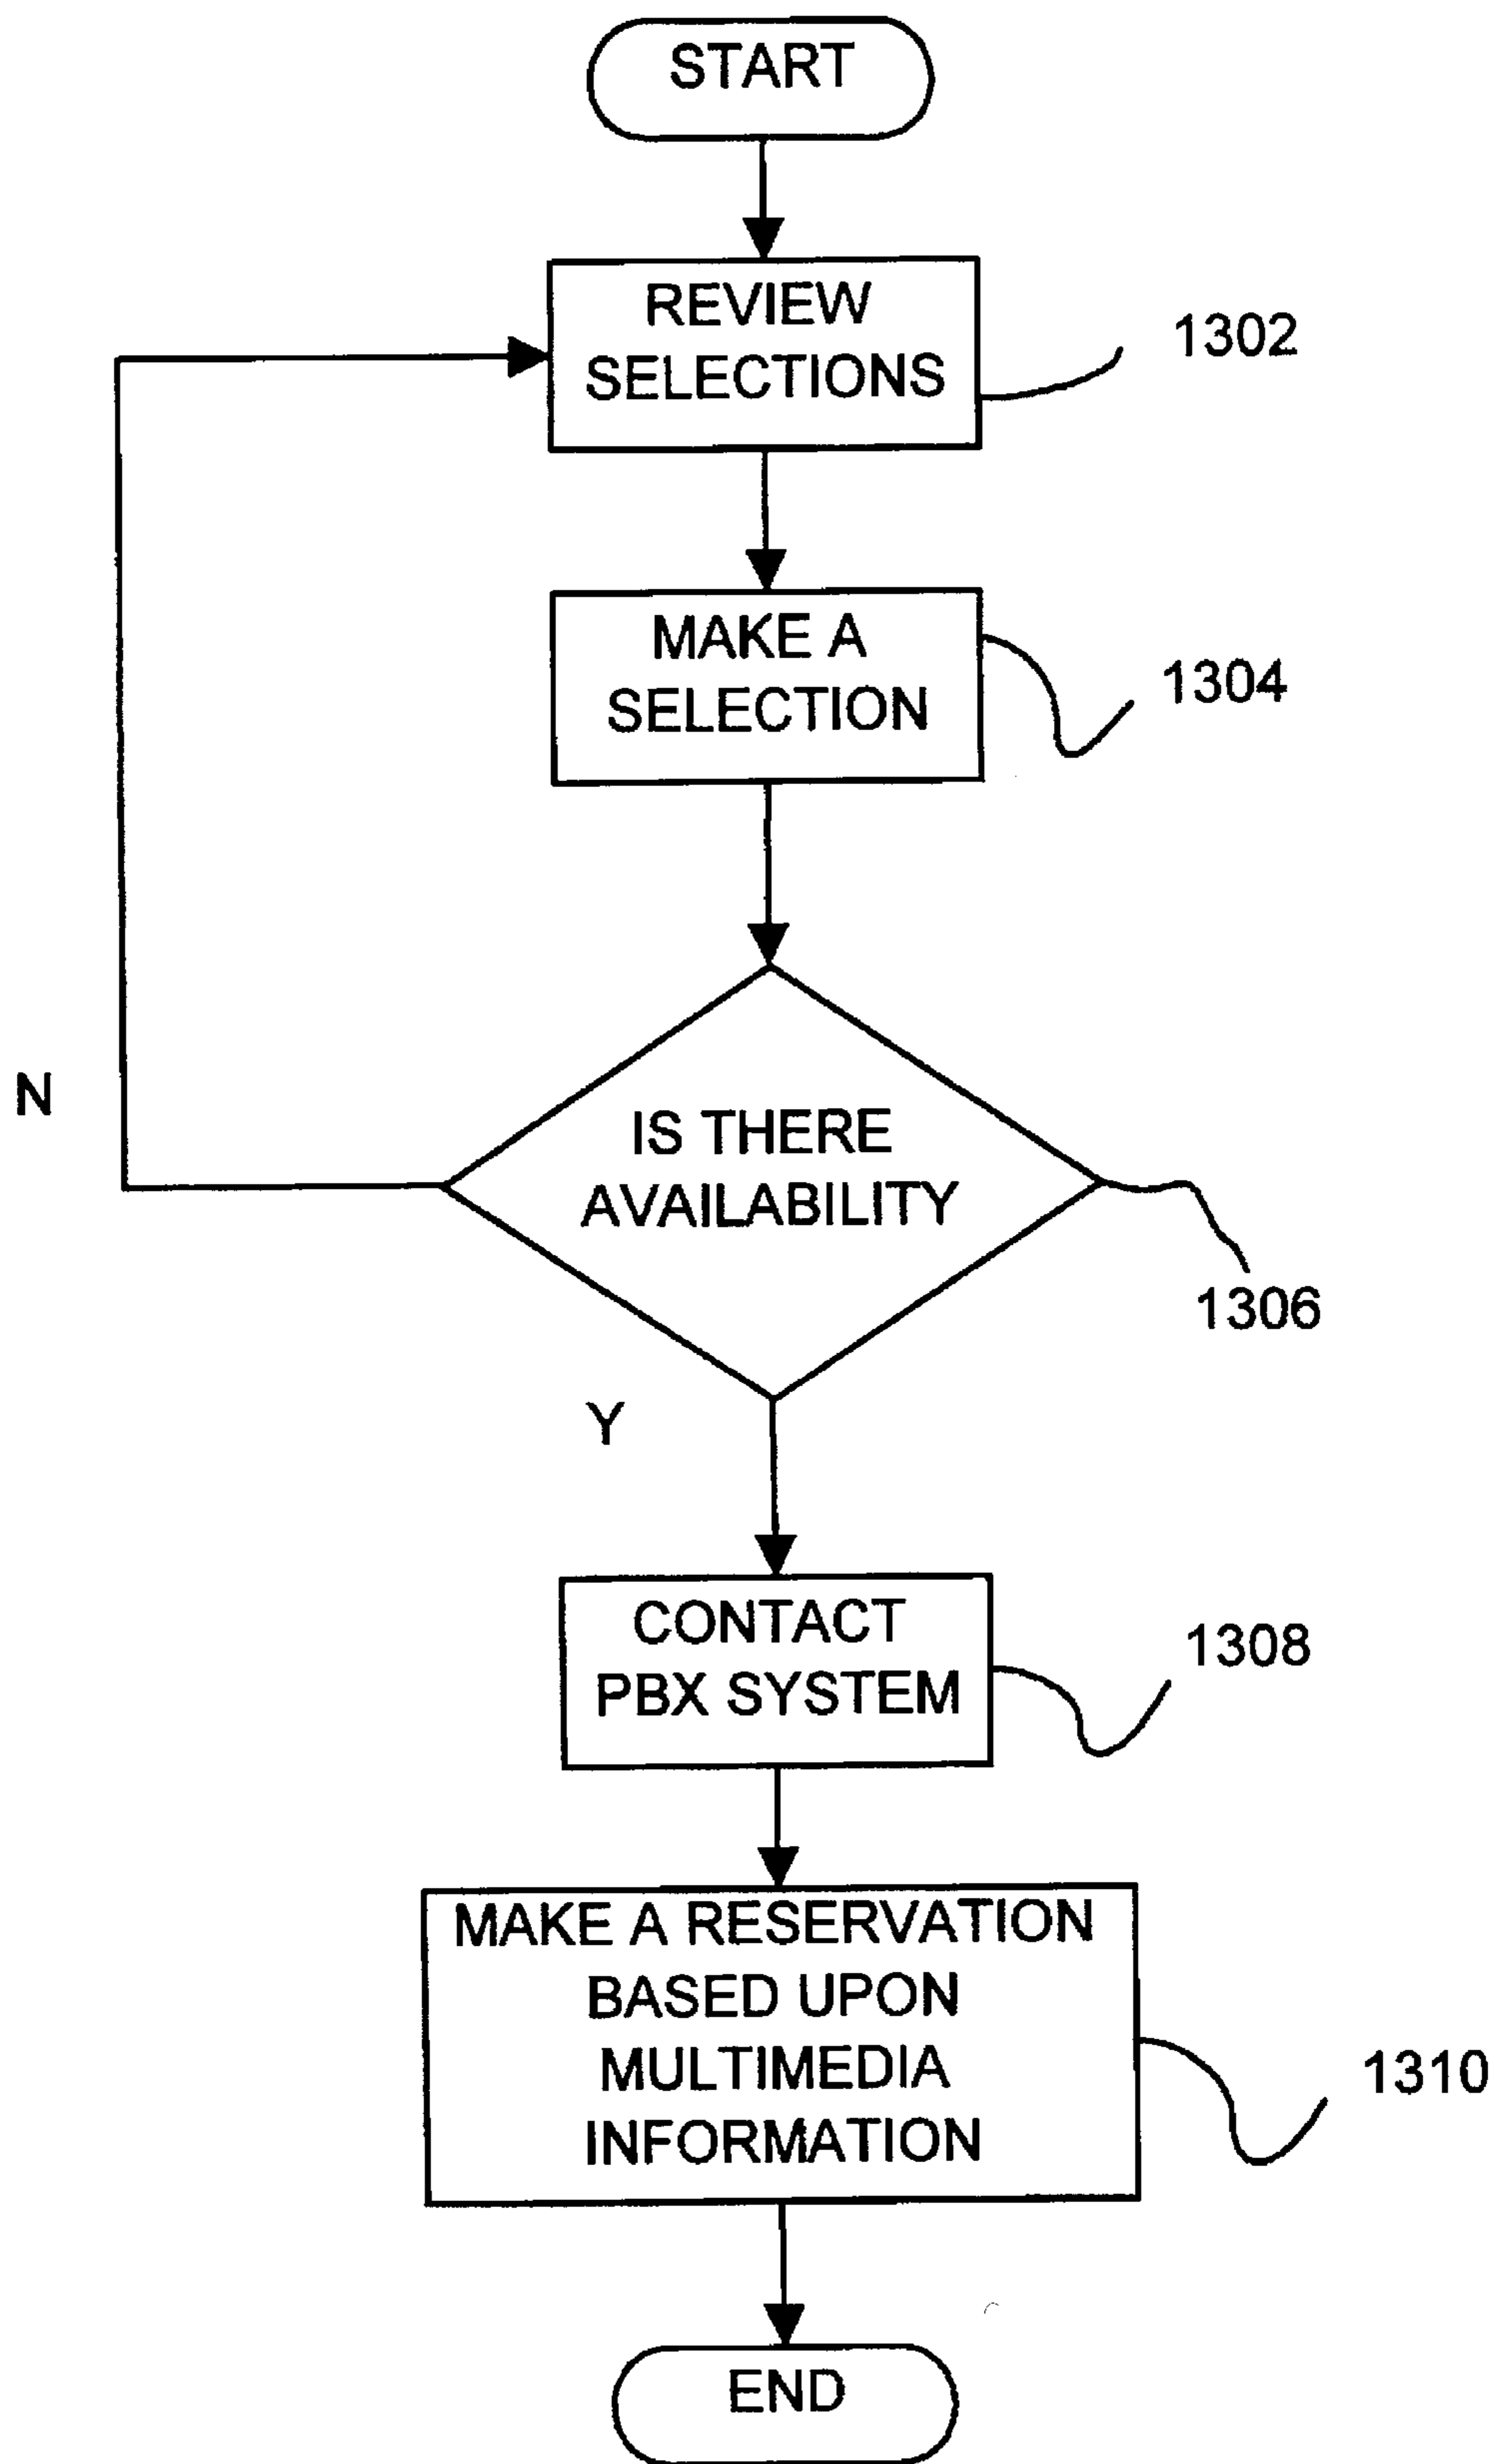 START
REVIEW
SELECTIONS
1302
MAKE A
SELECTION
1304
N
IS THERE
AVAILABILITY
1306
Y
CONTACT
PBX SYSTEM
1308
MAKE A RESERVATION
BASED UPON
MULTIMEDIA
INFORMATION
1310
END